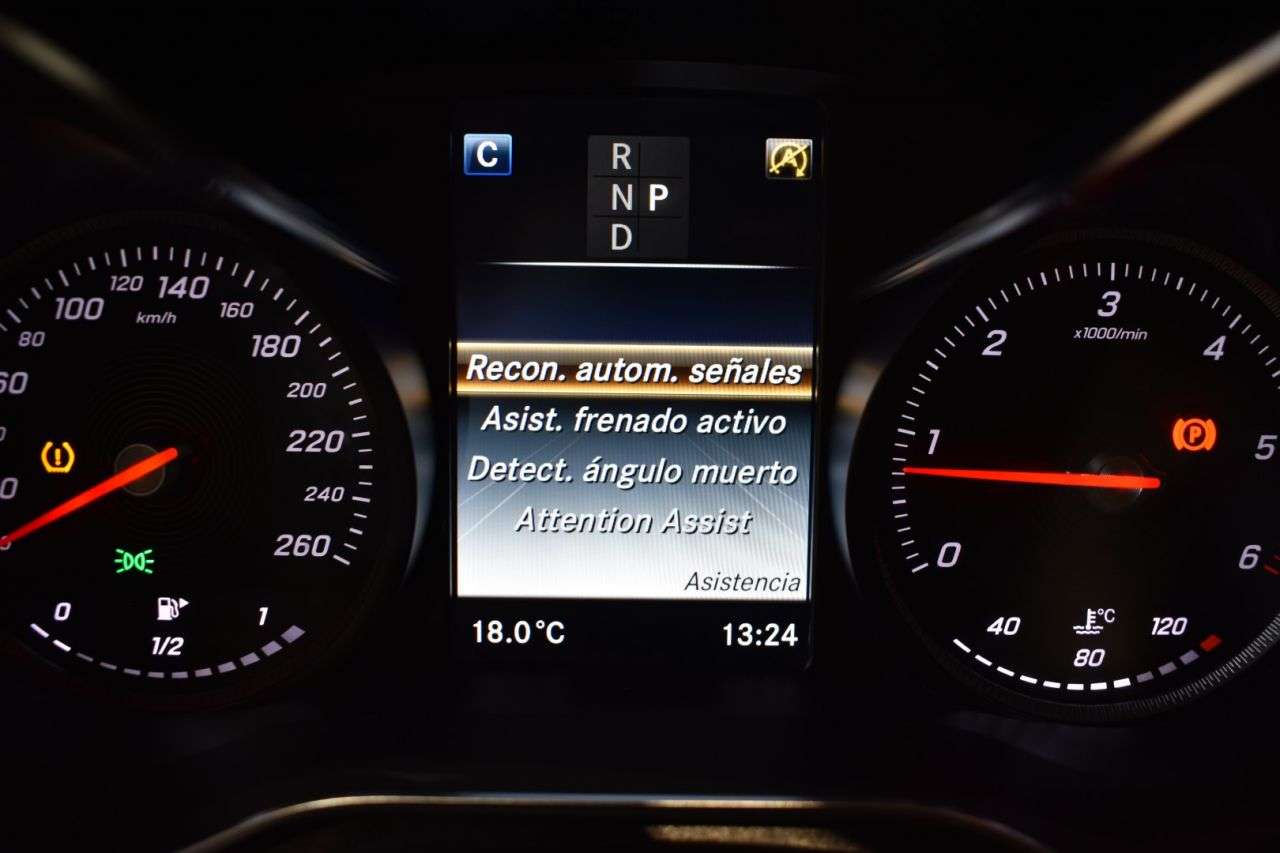 C
R
N P
D
A
Recon. autom. señales
Asist. frenado activo
Detect. ángulo muerto
Attention Assist
Asistencia
18.0°C
13:24
80
100
120
140
160
180
200
220
240
260
km/h
0 1/2 1
0
1
2
3
4
5
6
x1000/min
P
°C
40 80 120